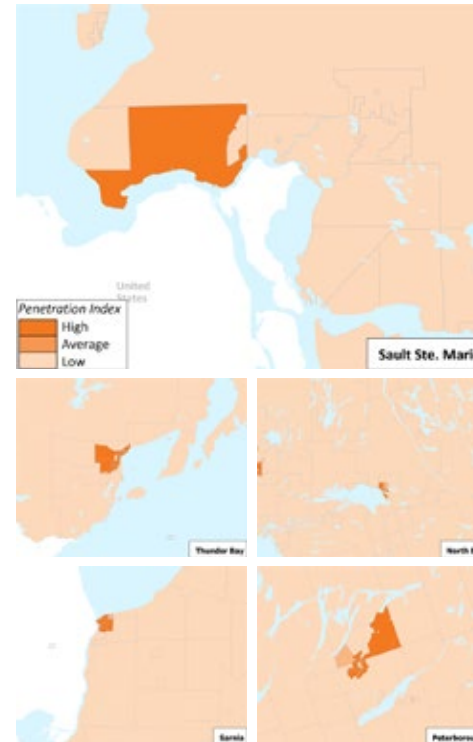 United
States
Penetration Index
High
Average
Low
Sault Ste. Mari
Thunder Bay
North B
Sarnia
Peterborou